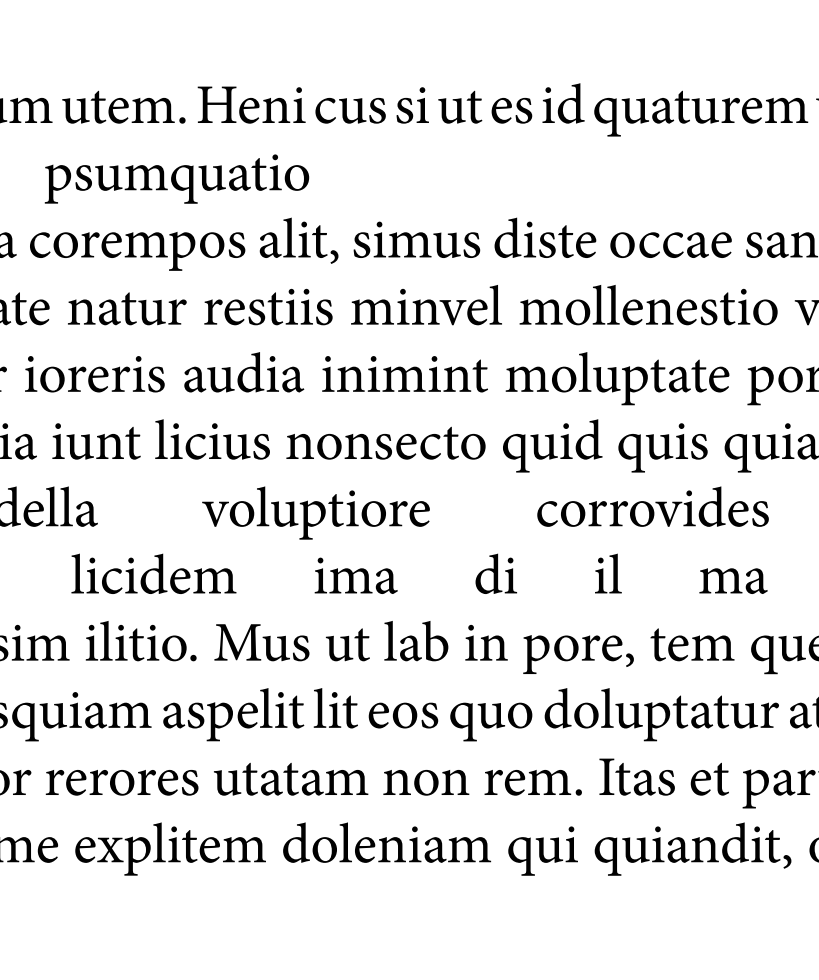 um utem. Heni cus si ut es id quaturem
psumquatio
a corempos alit, simus diste occae san
ate natur restiis minvel mollenestio v
r ioreris audia inimint moluptate por
ia iunt licius nonsecto quid quis quia
della voluptiore corrovides
licidem ima di il ma
sim ilitio. Mus ut lab in pore, tem que
squiam aspelit lit eos quo doluptatur at
or rerores utatam non rem. Itas et par
me explitem doleniam qui quiandit,